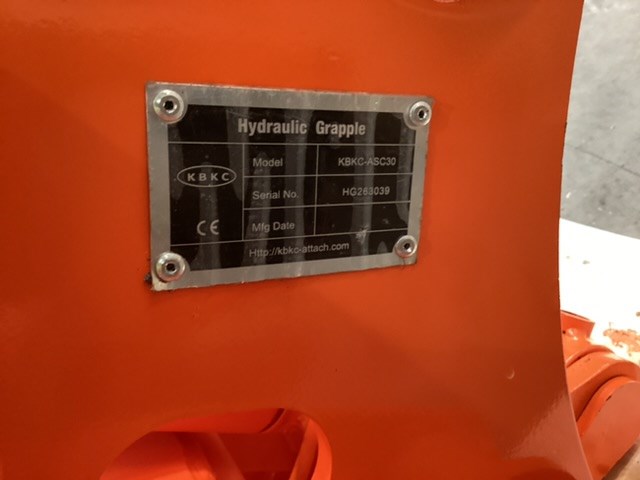 Hydraulic Grapple
KBKC
Model KBKC-ASC30
Serial No. HG263039
CE
Mfg Date
Http://kbkc-attach.com